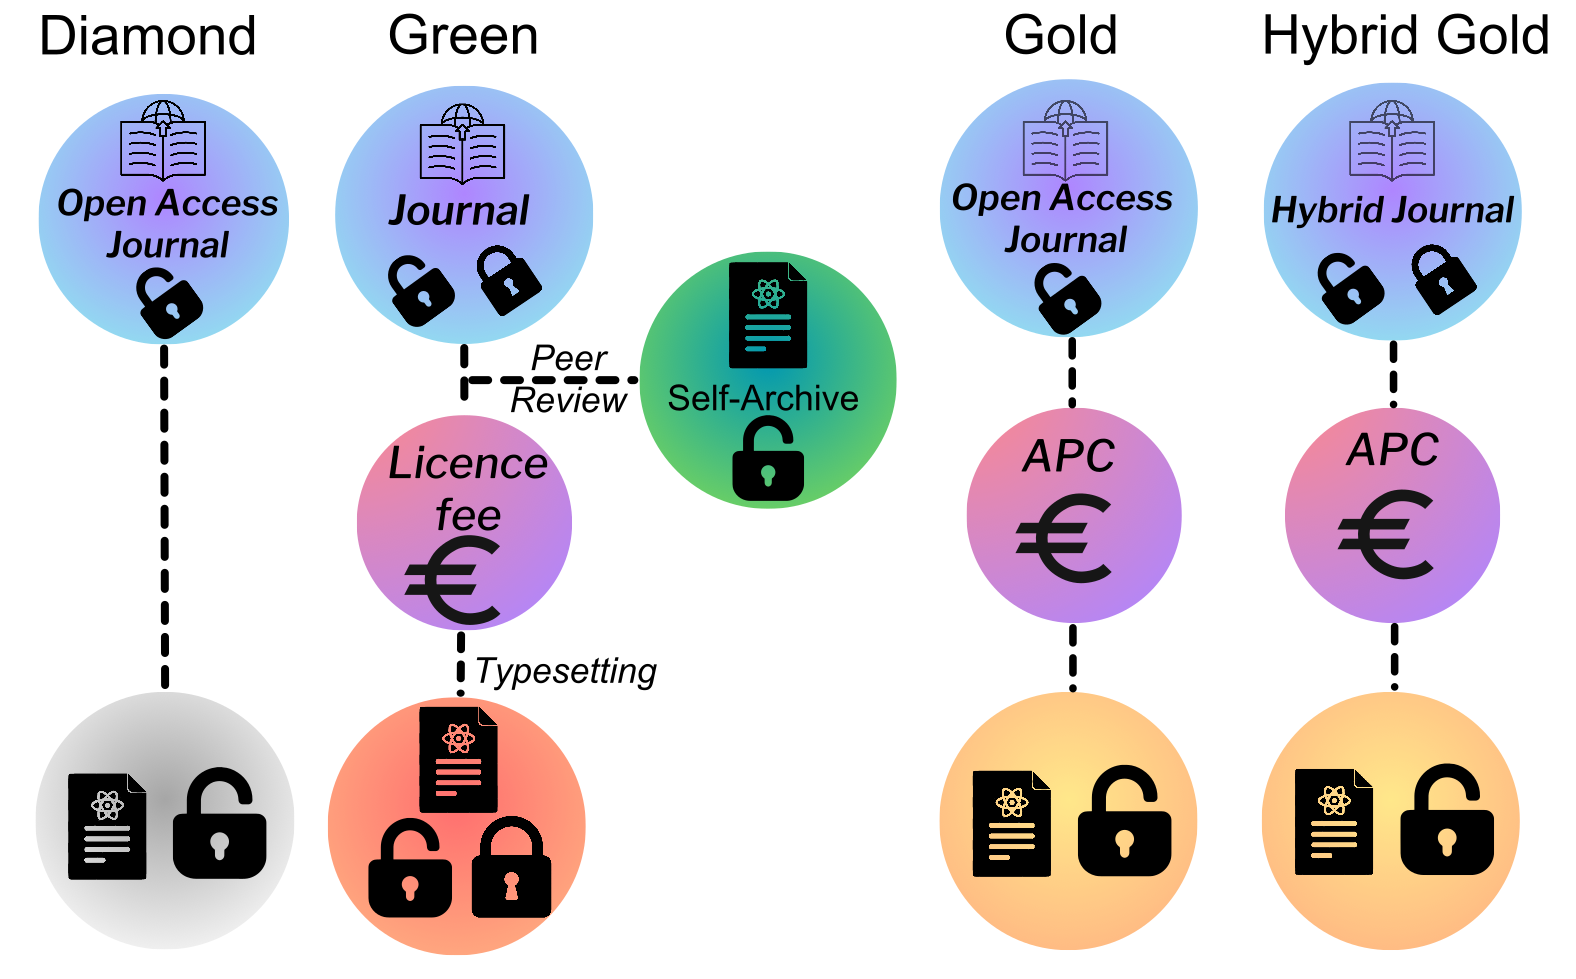 Diamond
Green
Gold
Hybrid Gold
Open Access
Journal
Journal
Open Access
Journal
Hybrid Journal
Peer
Review
Self-Archive
Licence
fee
€
APC
€
APC
€
Typesetting